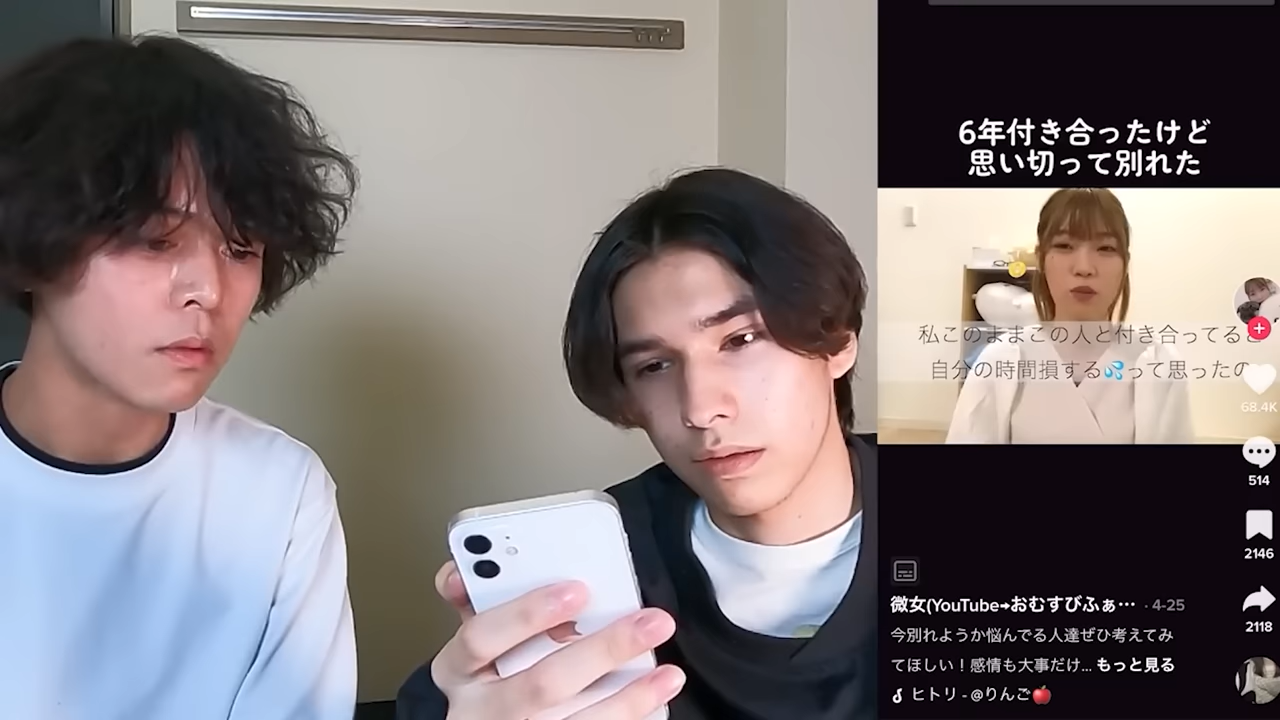 6年付き合ったけど
思い切って別れた
私このままこの人と付き合ってると
自分の時間損する💦って思ったの
68.4K
514
2146
2118
微女(YouTube➡おむすびふぁ… · 4-25
今別れようか悩んでる人達ぜひ考えてみ
てほしい！感情も大事だけ… もっと見る
ヒトリ - @りんご🍎